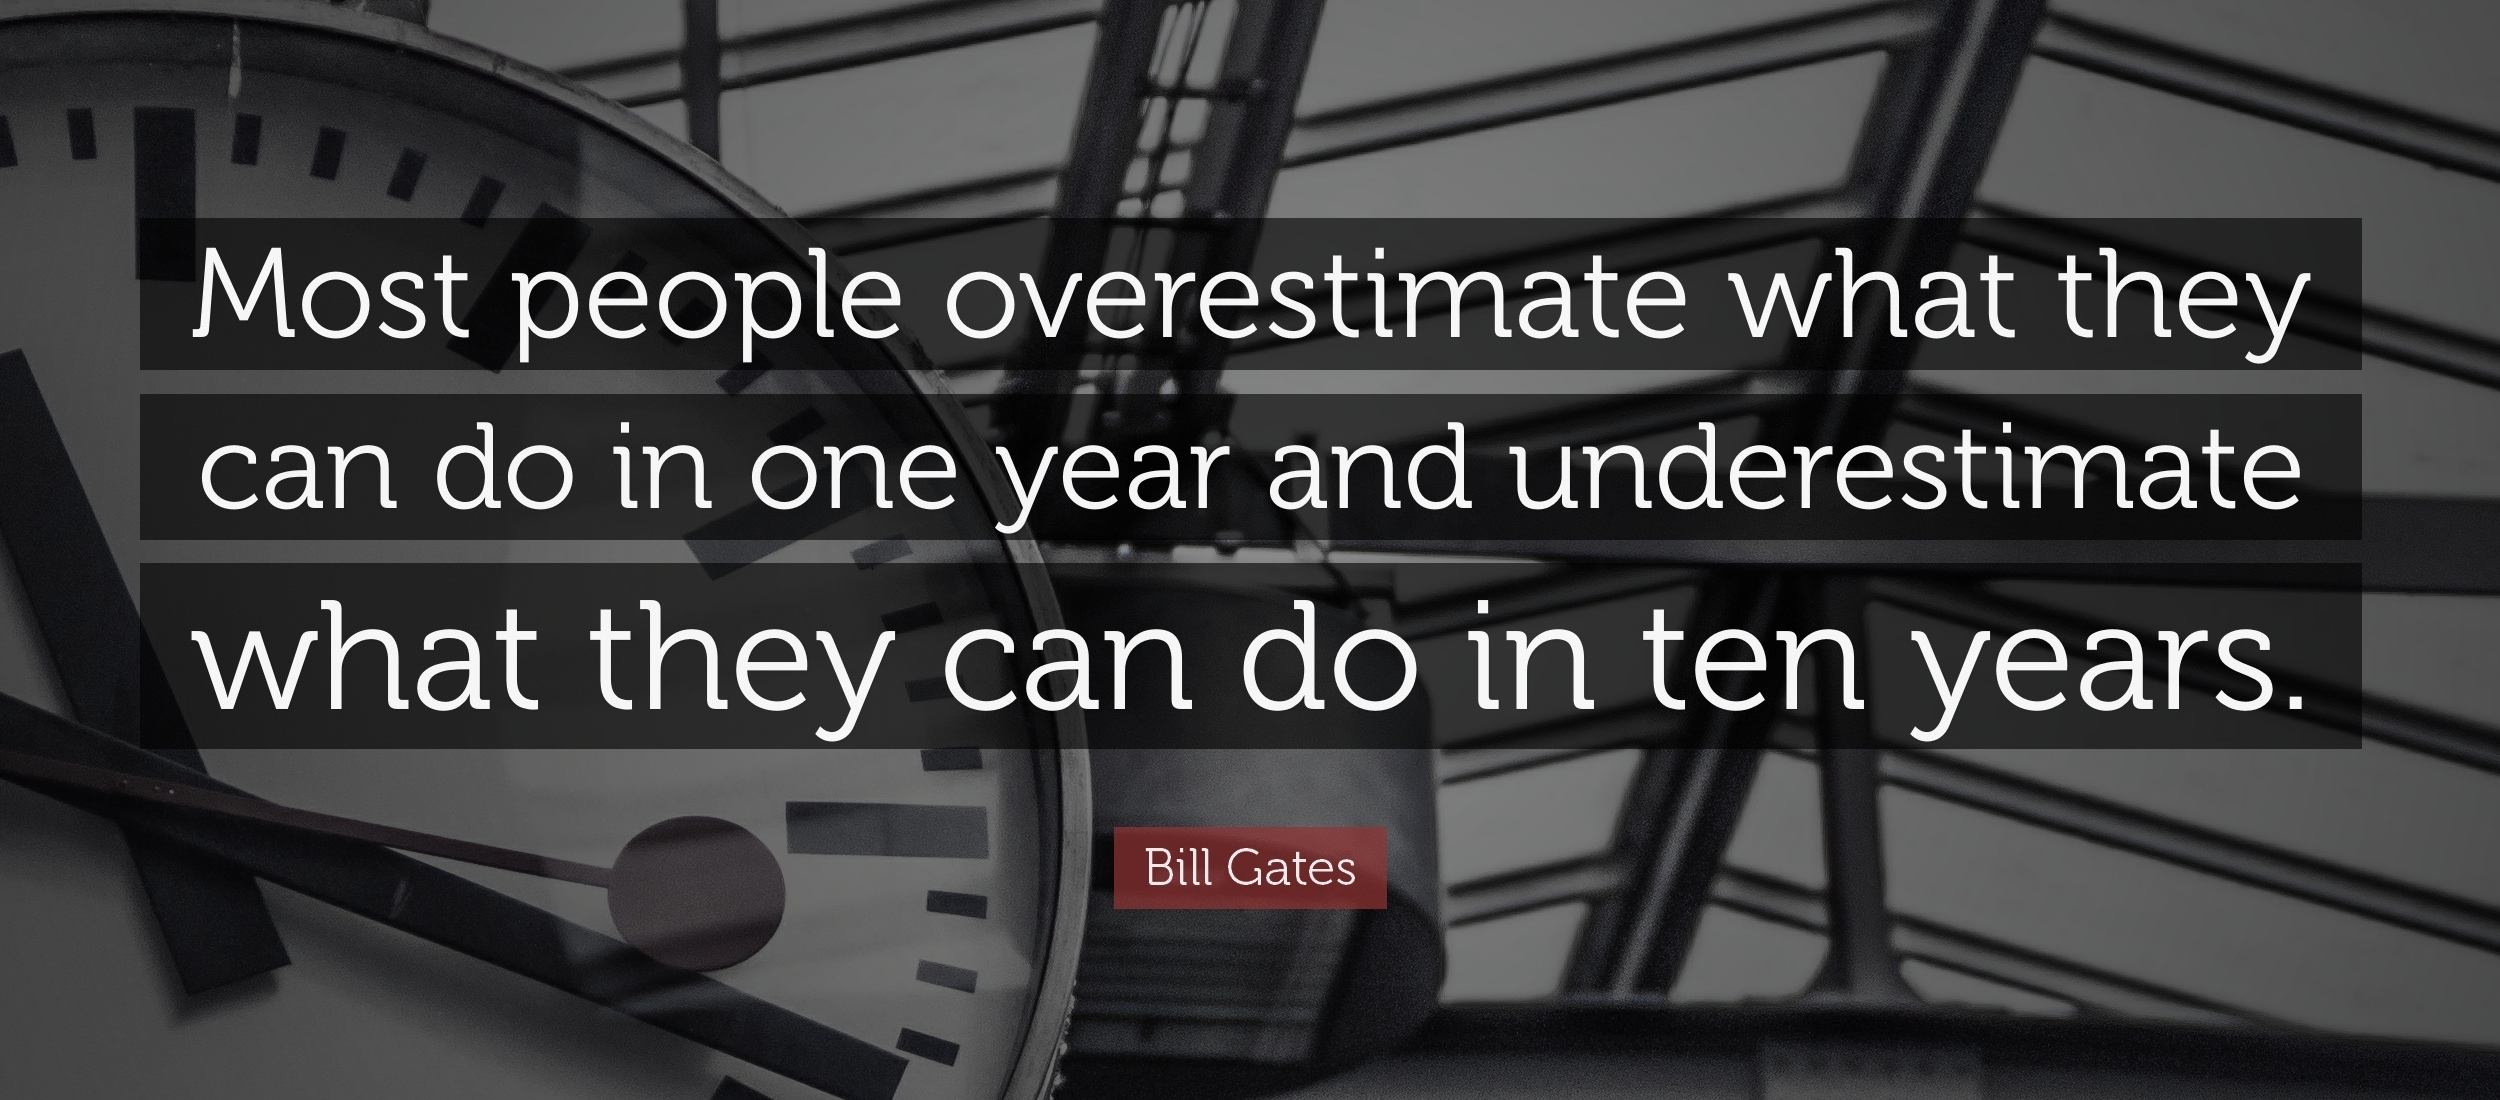 Most people overestimate what they
can do in one year and underestimate
what they can do in ten years.
Bill Gates